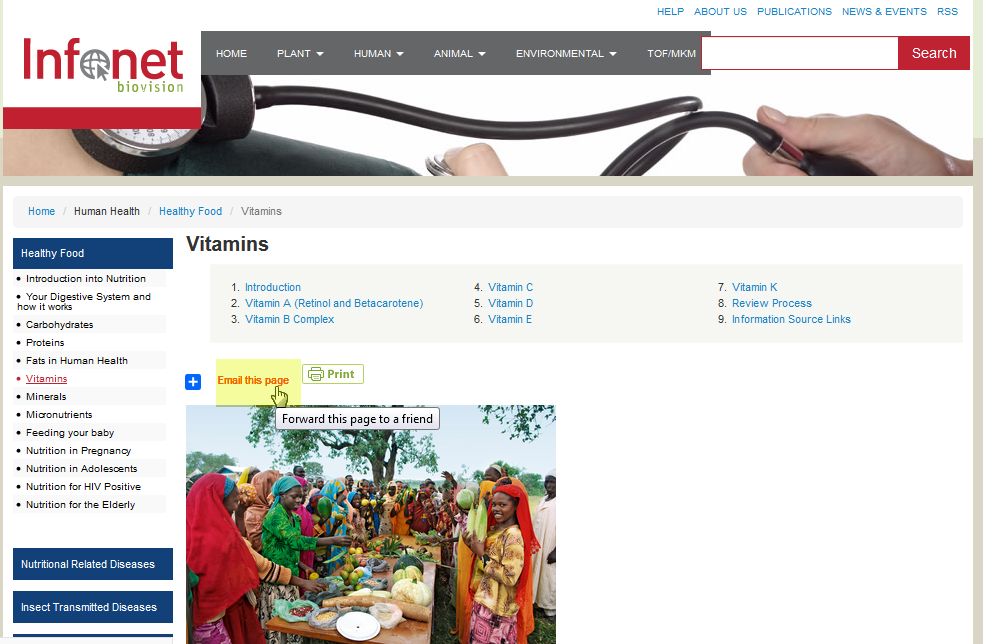 HELP ABOUT US PUBLICATIONS NEWS & EVENTS RSS
Infonet
biovision
HOME PLANT HUMAN ANIMAL ENVIRONMENTAL TOF/MKM
Search
Home / Human Health / Healthy Food / Vitamins
Healthy Food
• Introduction into Nutrition
• Your Digestive System and
how it works
• Carbohydrates
• Proteins
• Fats in Human Health
• Vitamins
• Minerals
• Micronutrients
• Feeding your baby
• Nutrition in Pregnancy
• Nutrition in Adolescents
• Nutrition for HIV Positive
• Nutrition for the Elderly
Nutritional Related Diseases
Insect Transmitted Diseases
Vitamins
1. Introduction
2. Vitamin A (Retinol and Betacarotene)
3. Vitamin B Complex
4. Vitamin C
5. Vitamin D
6. Vitamin E
7. Vitamin K
8. Review Process
9. Information Source Links
Email this page
Print
Forward this page to a friend